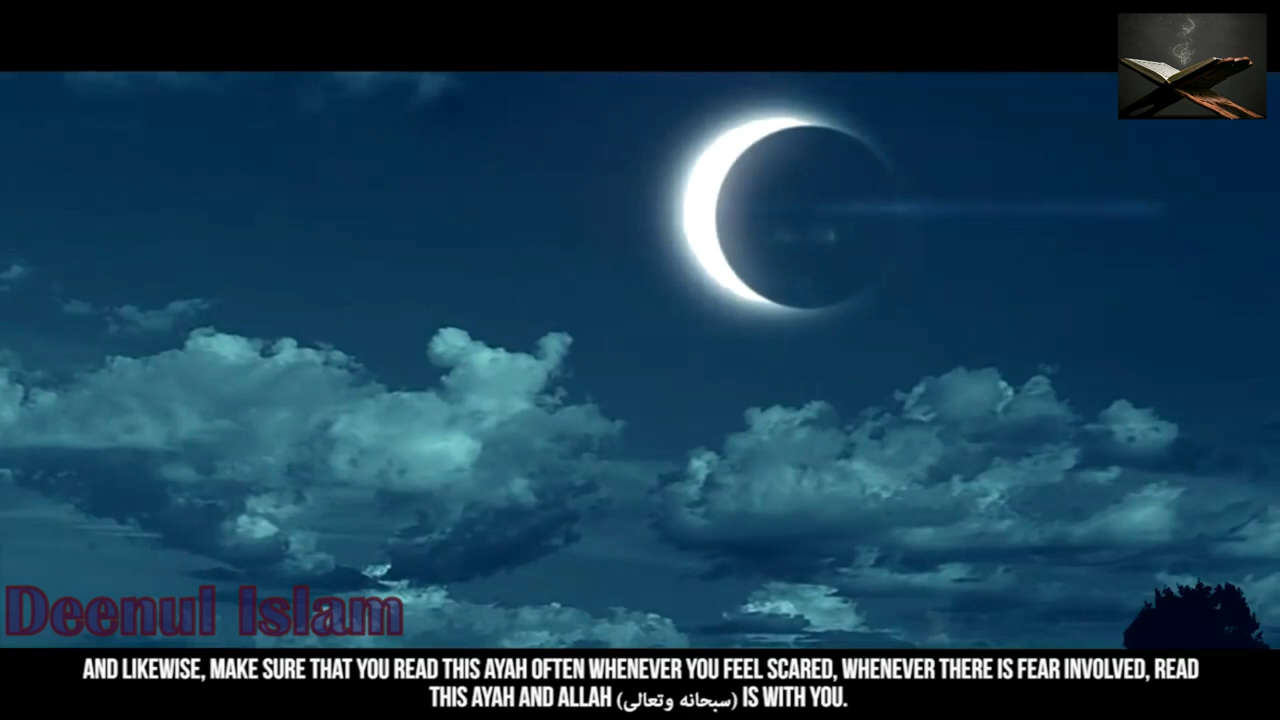 Deenul Islam
AND LIKEWISE, MAKE SURE THAT YOU READ THIS AYAH OFTEN WHENEVER YOU FEEL SCARED, WHENEVER THERE IS FEAR INVOLVED, READ
THIS AYAH AND ALLAH (سبحانه وتعالى) IS WITH YOU.